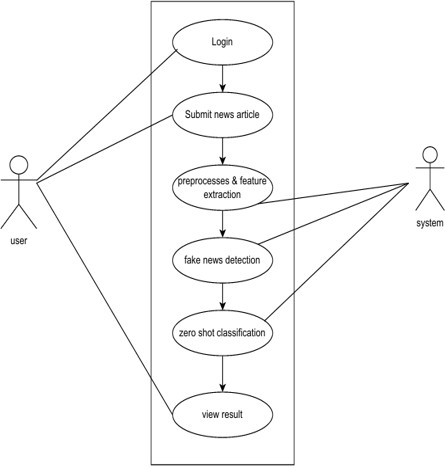 Login
Submit news article
preprocesses & feature
extraction
user
system
fake news detection
zero shot classification
view result